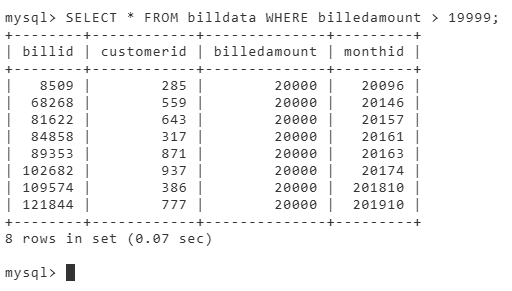 mysql> SELECT * FROM billdata WHERE billedamount > 19999;
+--------+------------+--------------+---------+
| billid | customerid | billedamount | monthid |
+--------+------------+--------------+---------+
|   8509 |        285 |        20000 |   20096 |
|  68268 |        559 |        20000 |   20146 |
|  81622 |        643 |        20000 |   20157 |
|  84858 |        317 |        20000 |   20161 |
|  89353 |        871 |        20000 |   20163 |
| 102682 |        937 |        20000 |   20174 |
| 109574 |        386 |        20000 |  201810 |
| 121844 |        777 |        20000 |  201910 |
+--------+------------+--------------+---------+
8 rows in set (0.07 sec)
mysql>